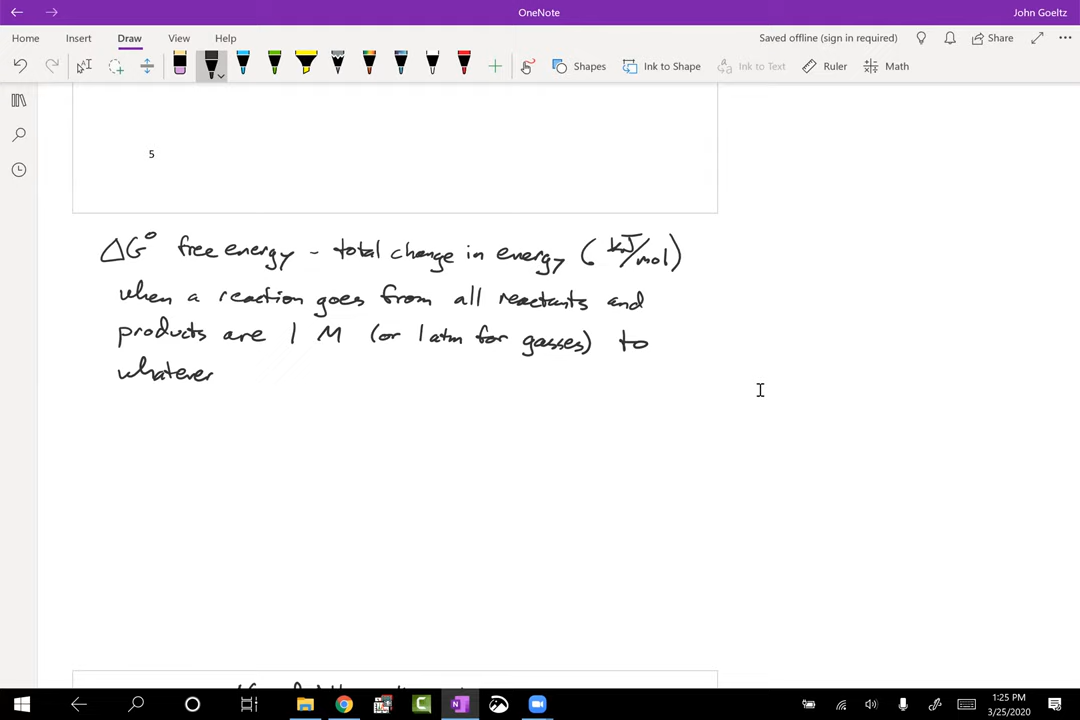 OneNote
John Goeltz
Home Insert Draw View Help
Saved offline (sign in required) Share
Shapes Ink to Shape Ink to Text Ruler Math
5
ΔG° free energy - total change in energy (kJ/mol)
when a reaction goes from all reactants and
products are 1 M (or 1 atm for gasses) to
whatever
1:25 PM
3/25/2020